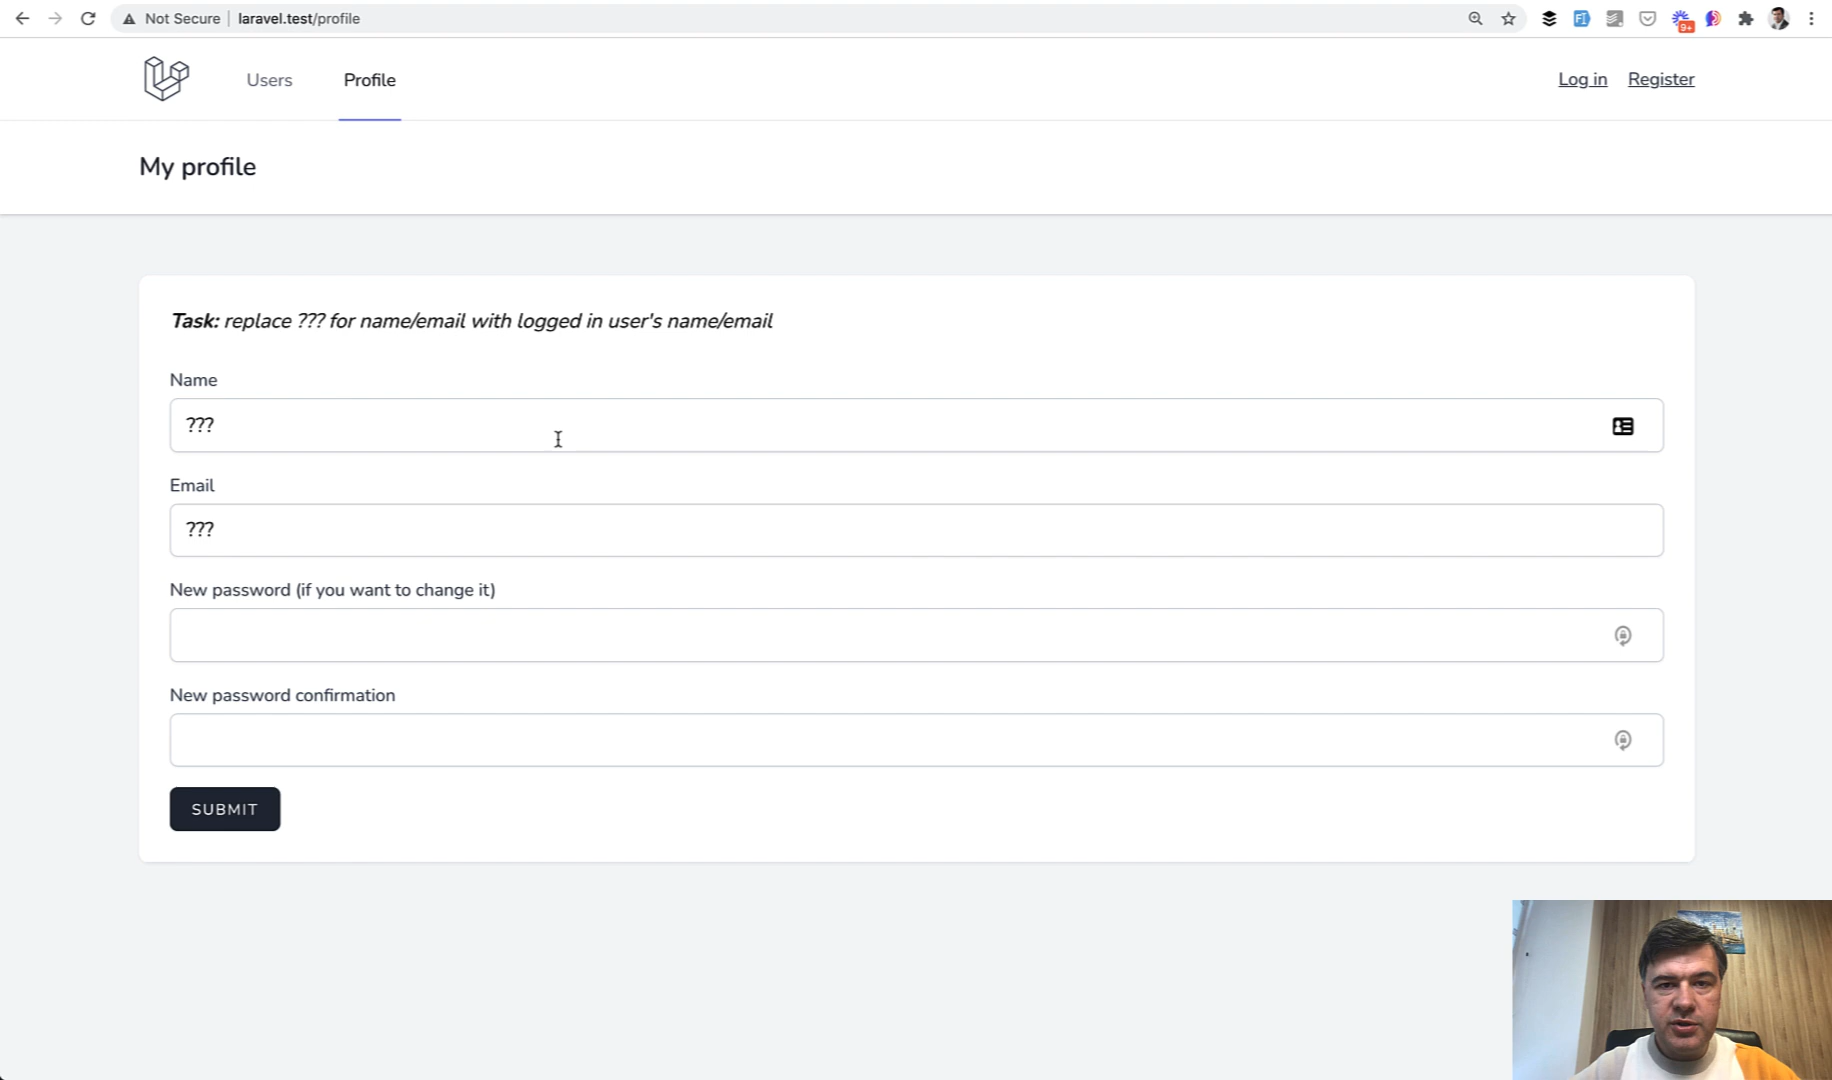 Not Secure | laravel.test/profile
9+
Users Profile Log in Register
My profile
Task: replace ??? for name/email with logged in user's name/email
Name
???
Email
???
New password (if you want to change it)
New password confirmation
SUBMIT